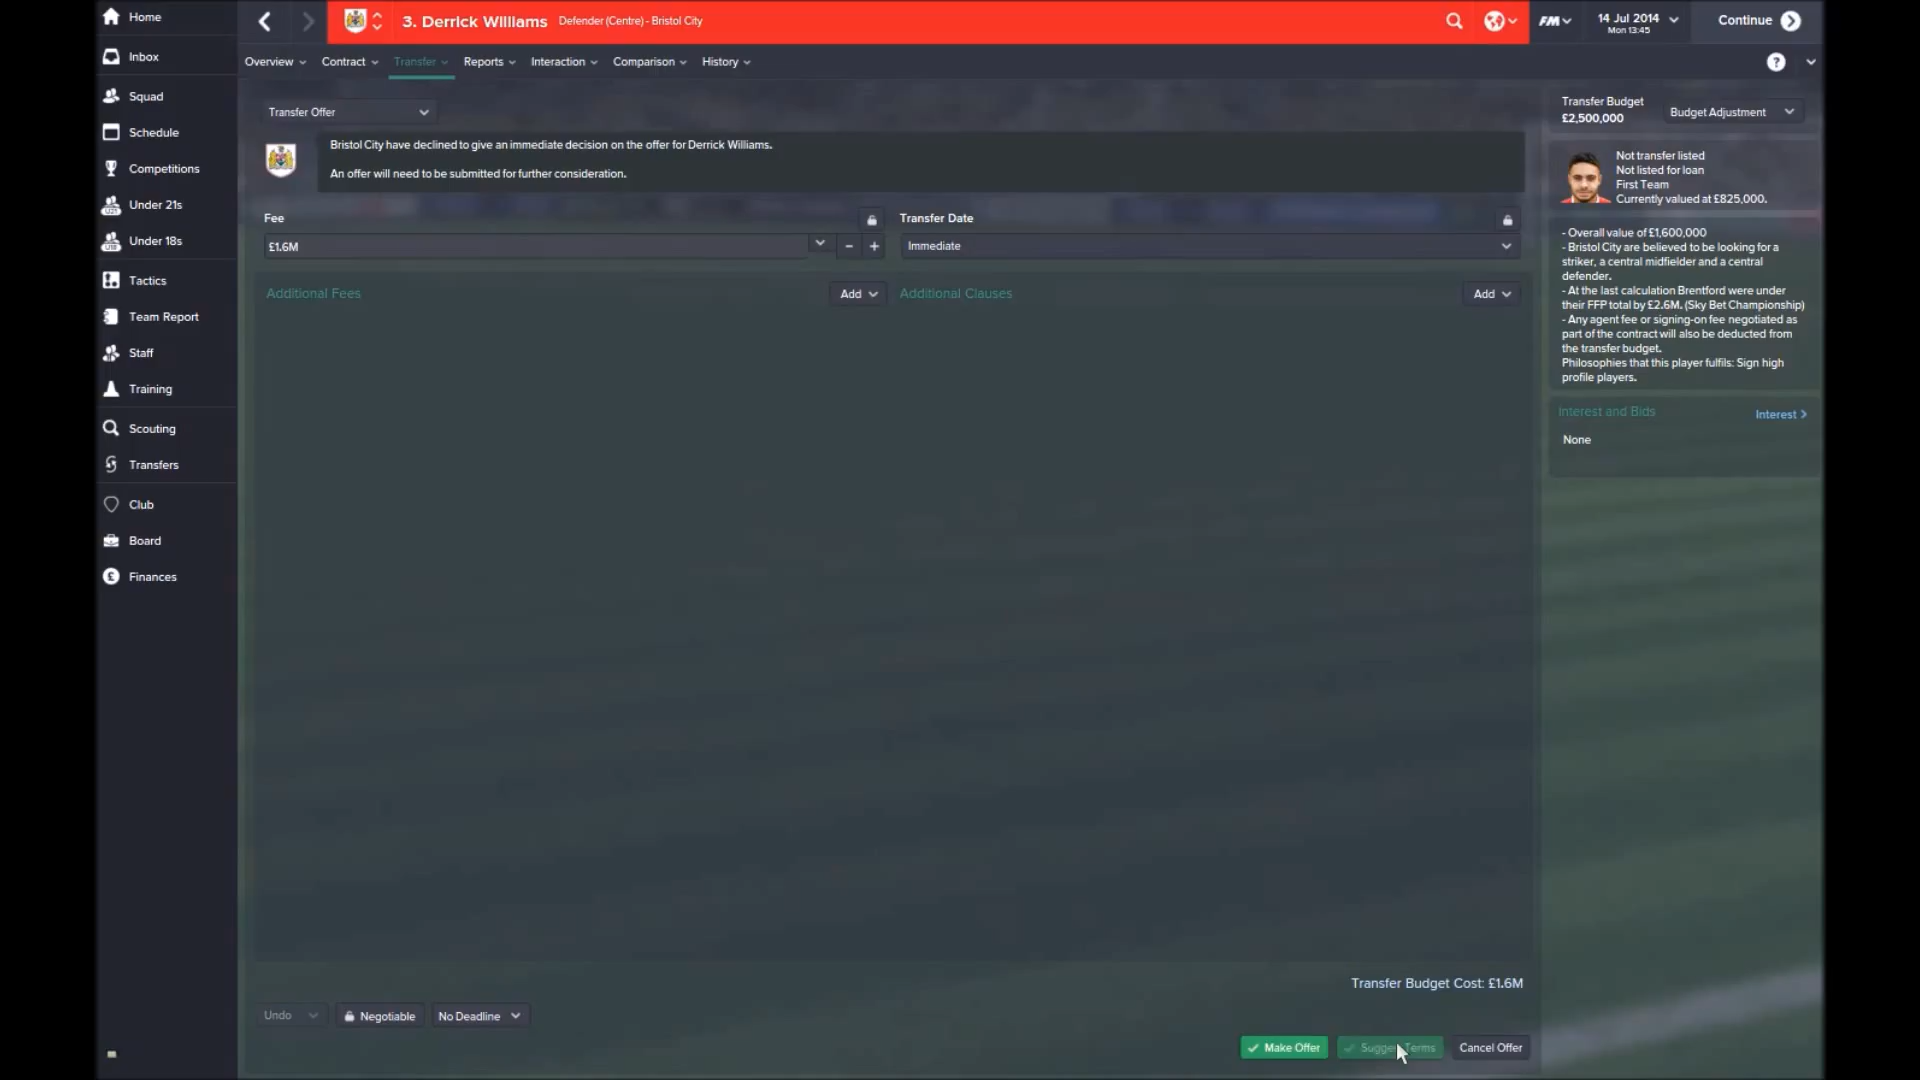 Home
Inbox
Squad
Schedule
Competitions
Under 21s
Under 18s
Tactics
Team Report
Staff
Training
Scouting
Transfers
Club
Board
Finances
3. Derrick Williams Defender (Centre) - Bristol City
FM
14 Jul 2014
Mon 13:45
Continue
Overview Contract Transfer Reports Interaction Comparison History
?
Transfer Offer
Bristol City have declined to give an immediate decision on the offer for Derrick Williams.
An offer will need to be submitted for further consideration.
Fee
£1.6M
- +
Transfer Date
Immediate
Additional Fees
Add
Additional Clauses
Add
Transfer Budget
£2,500,000
Budget Adjustment
Not transfer listed
Not listed for loan
First Team
Currently valued at £825,000.
- Overall value of £1,600,000
- Bristol City are believed to be looking for a
striker, a central midfielder and a central
defender.
- At the last calculation Brentford were under
their FFP total by £2.6M. (Sky Bet Championship)
- Any agent fee or signing-on fee negotiated as
part of the contract will also be deducted from
the transfer budget.
Philosophies that this player fulfils: Sign high
profile players.
Interest and Bids
Interest >
None
Transfer Budget Cost: £1.6M
Undo
Negotiable
No Deadline
Make Offer
Terms
Cancel Offer